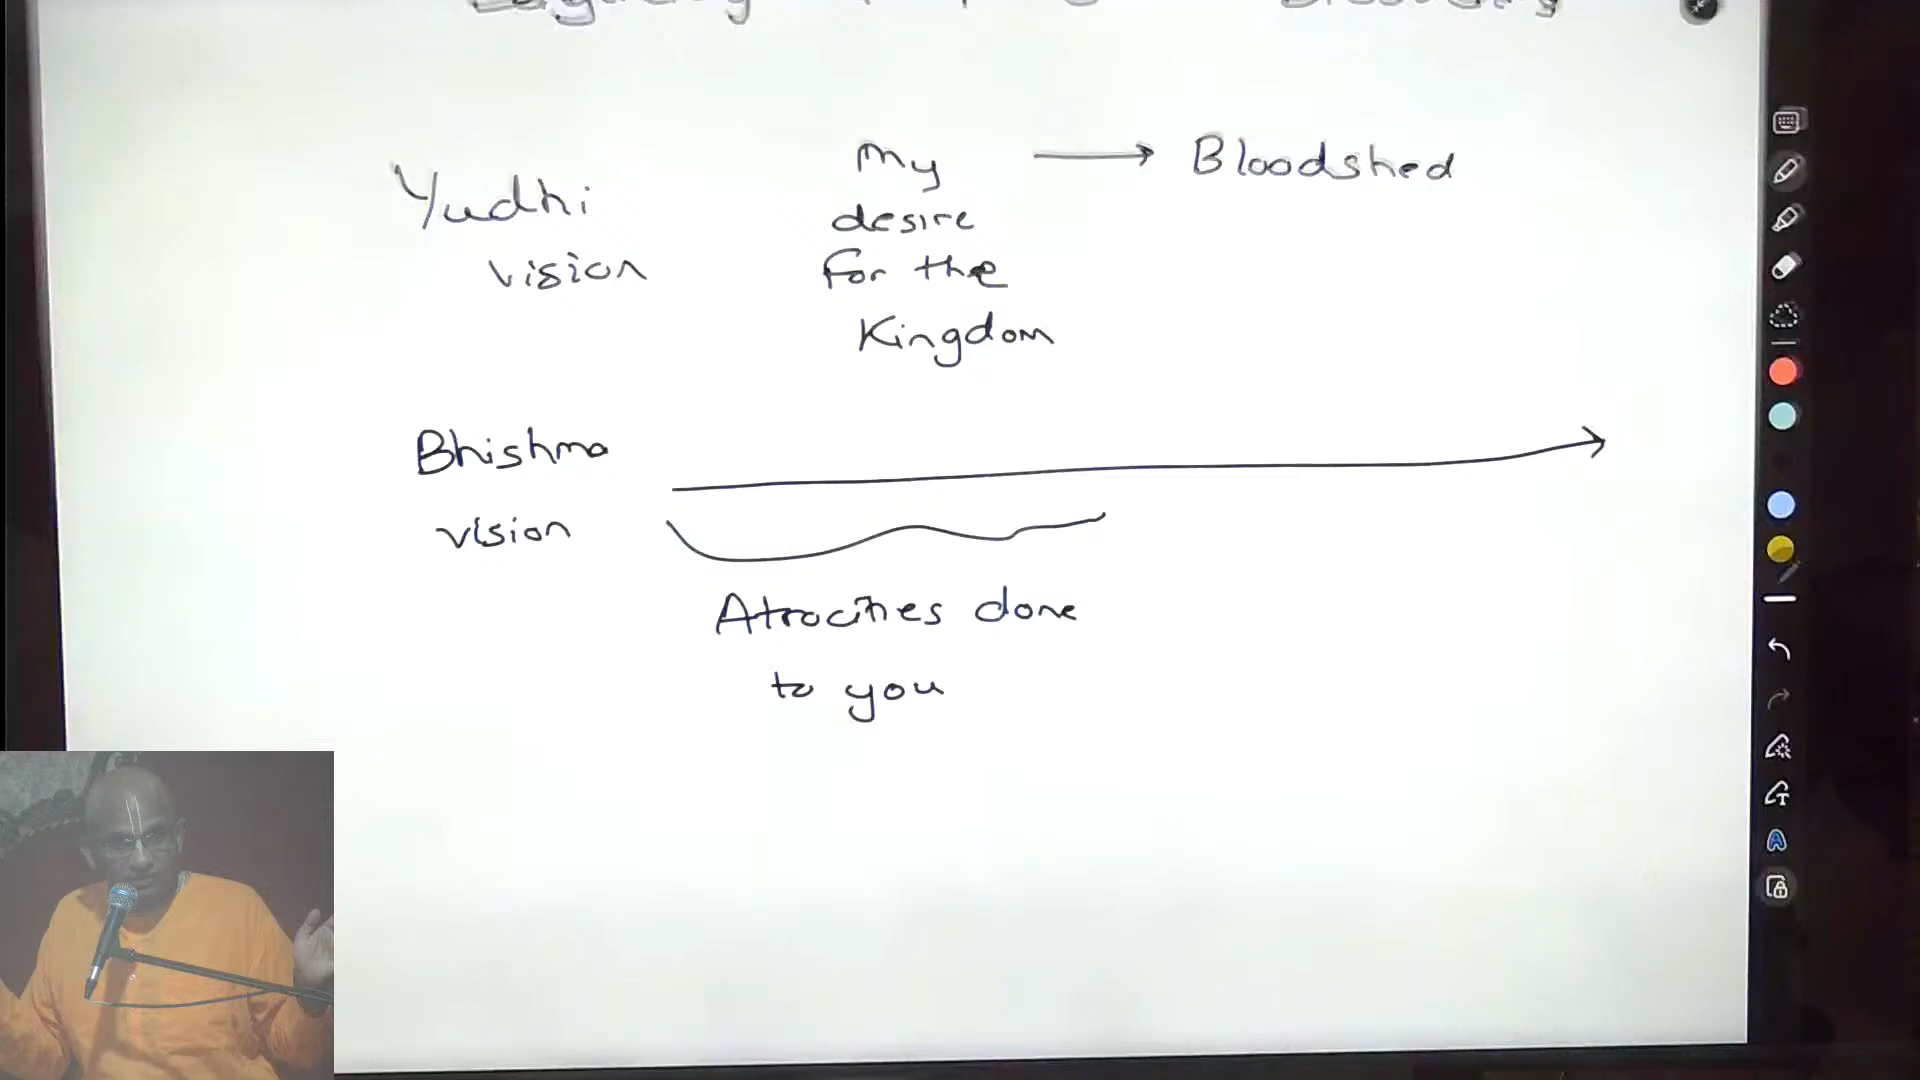 Yudhi
vision
My → Bloodshed
desire
for the
Kingdom
Bhishma
vision
Atrocities done
to you